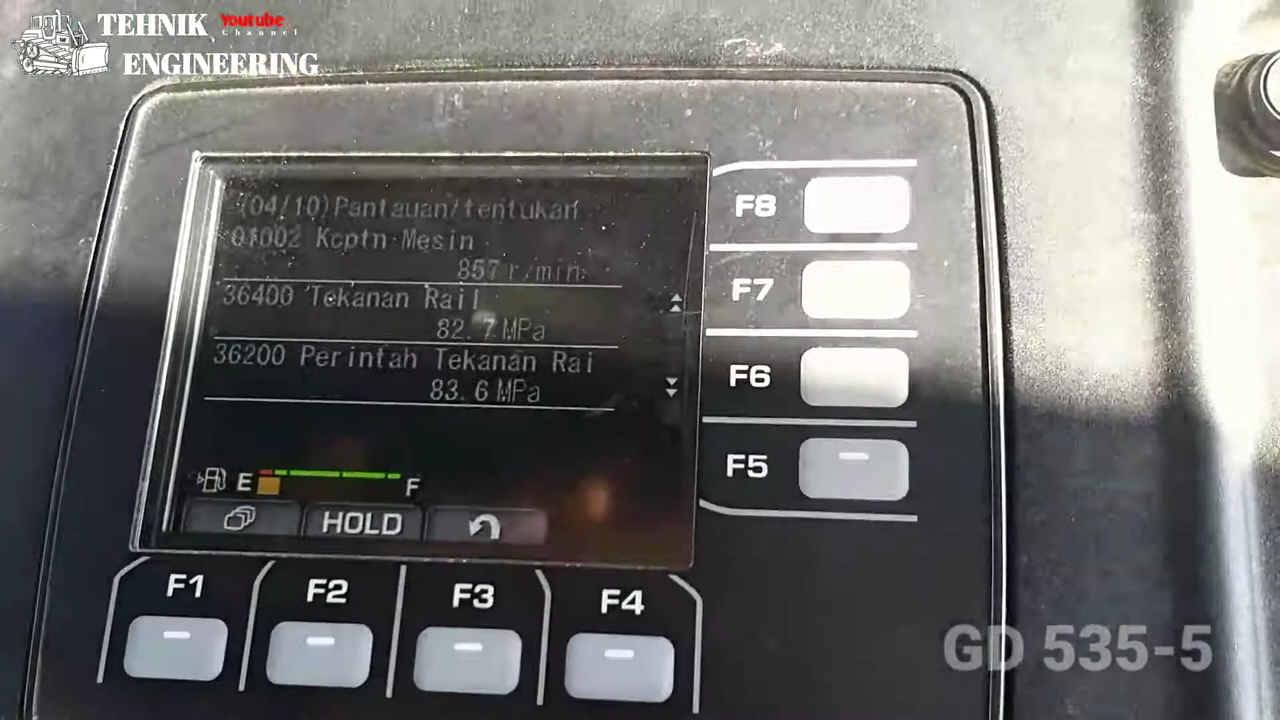 TEHNIK Youtube
Channel
ENGINEERING
(04/10)Pantauan/tentukan
01002 Kcptn Mesin
857 r/min
36400 Tekanan Rail
82.7 MPa
36200 Perintah Tekanan Rai
83.6 MPa
E F
HOLD
F8
F7
F6
F5
F1 F2 F3 F4
GD 535-5